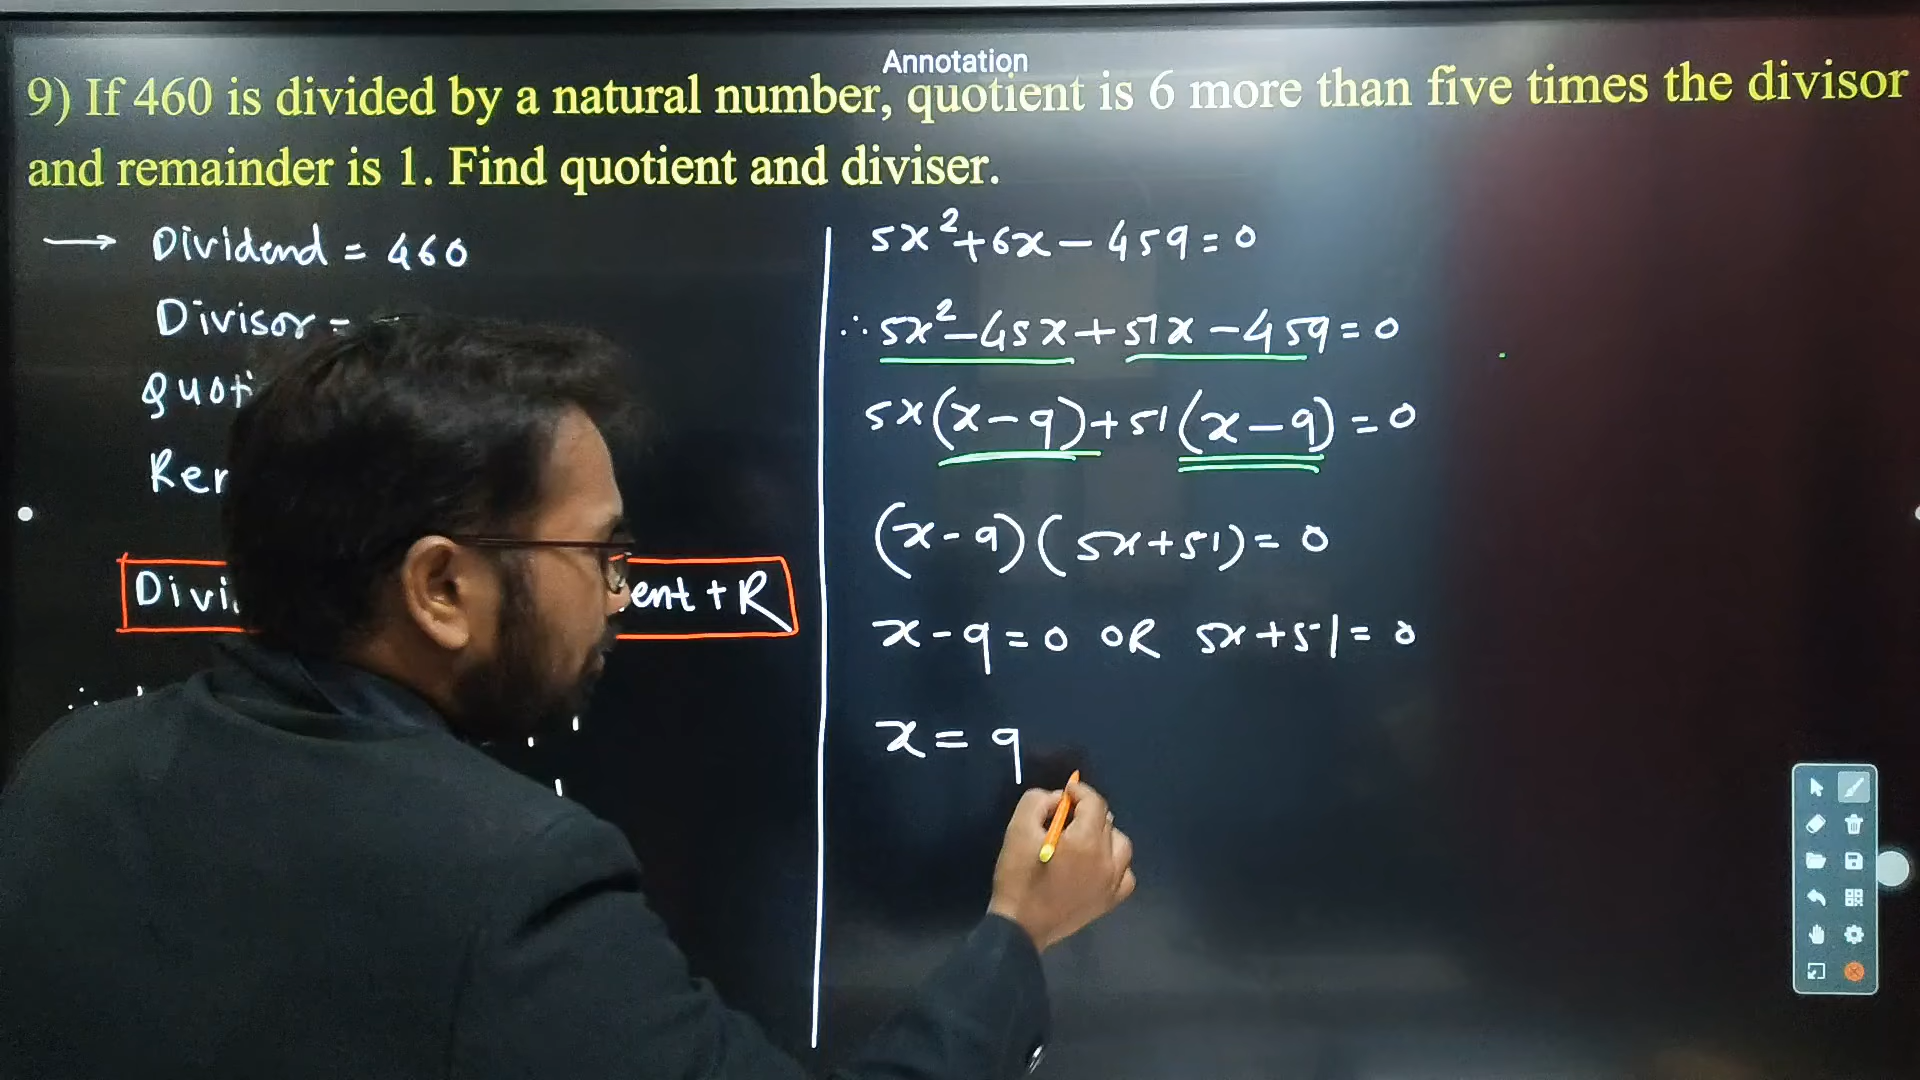 Annotation
9) If 460 is divided by a natural number, quotient is 6 more than five times the divisor
and remainder is 1. Find quotient and diviser.
→ Dividend = 460
Divisor =
5x²+6x-459=0
∴ 5x²-45x+51x-459=0
5x(x-9)+51(x-9)=0
(x-9)(5x+51)=0
x-9=0 OR 5x+51=0
x=9
+ R